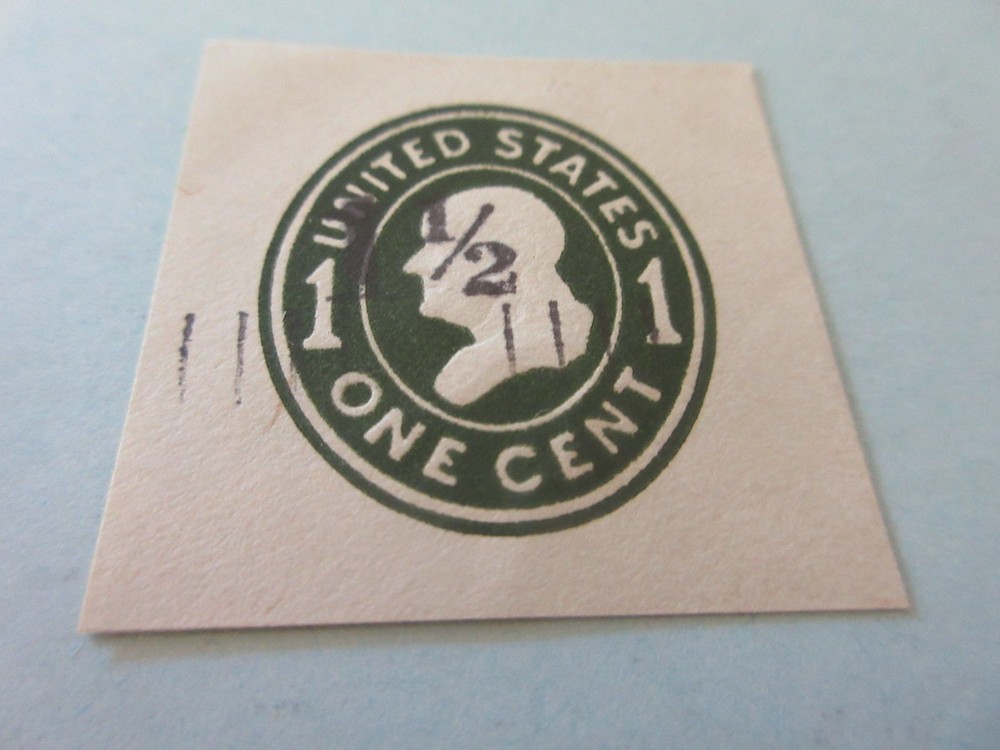 UNITED STATES
1 1
1/2
ONE CENT